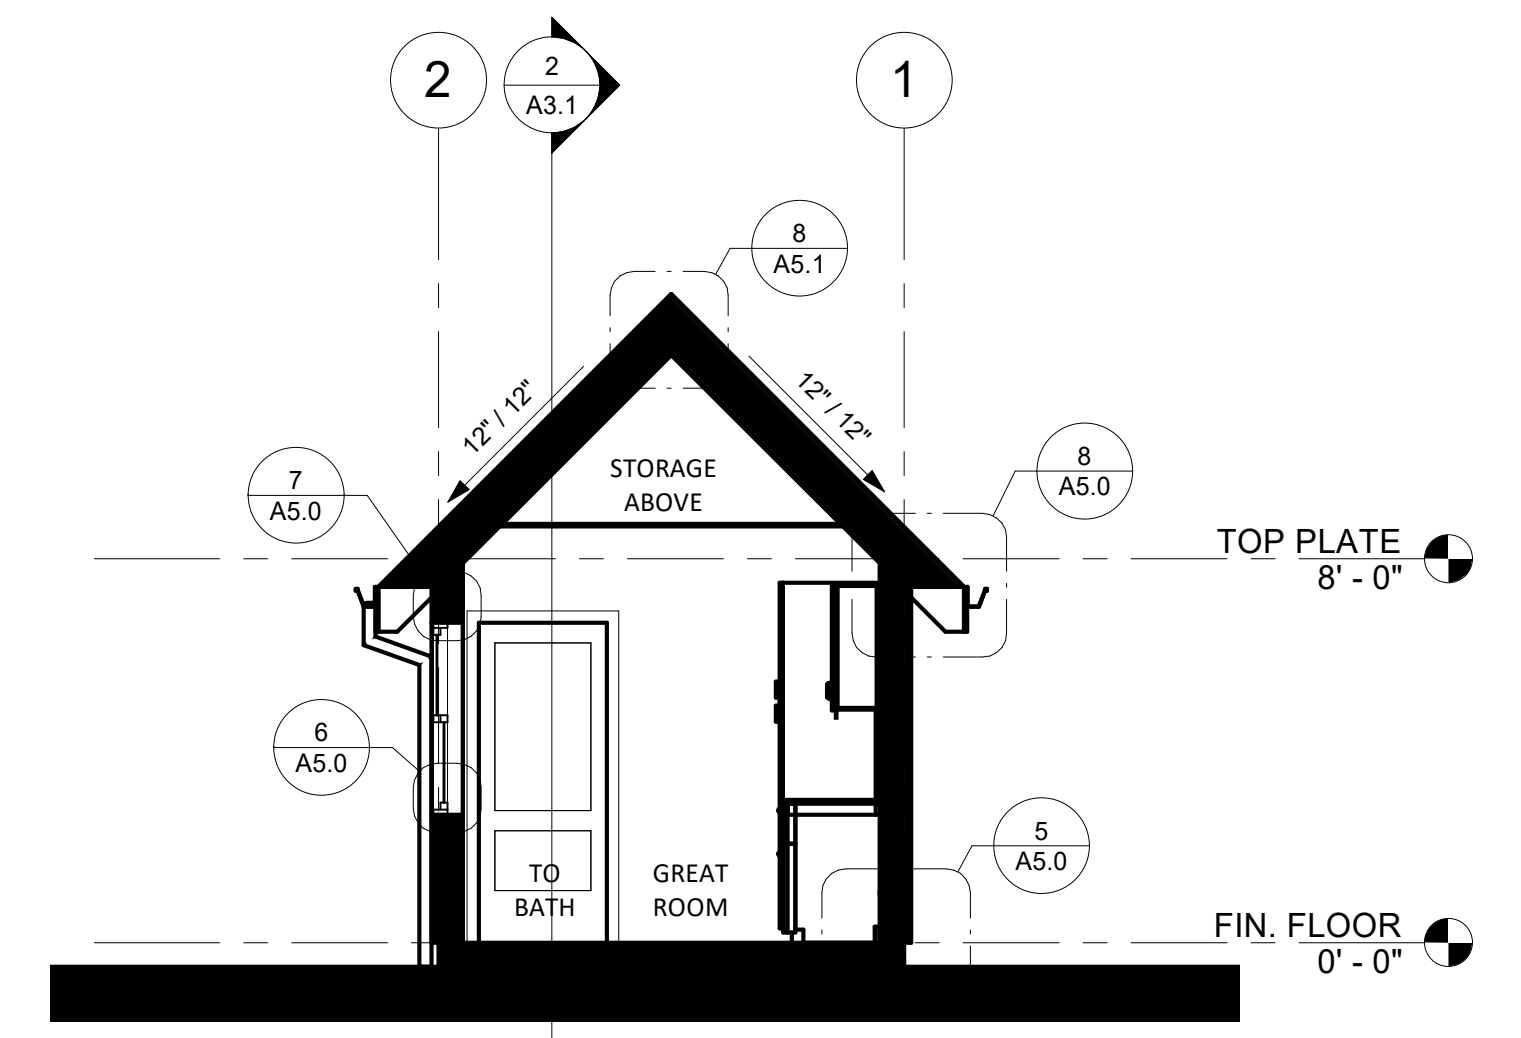 2
2
A3.1
1
8
A5.1
12" / 12"
12" / 12"
STORAGE
ABOVE
7
A5.0
8
A5.0
TOP PLATE
8' - 0"
6
A5.0
5
A5.0
TO
BATH
GREAT
ROOM
FIN. FLOOR
0' - 0"